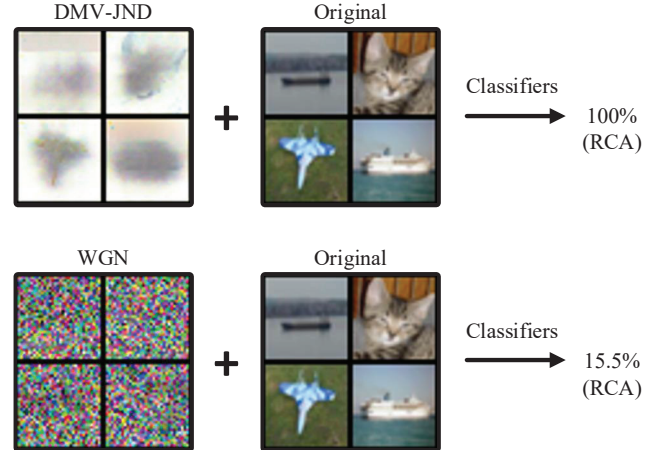 DMV-JND
Original
Classifiers
100%
(RCA)
WGN
Original
Classifiers
15.5%
(RCA)